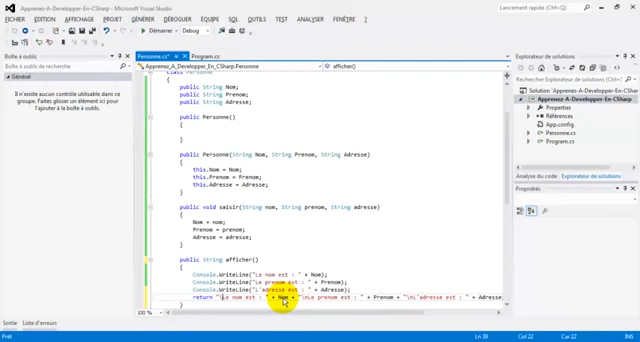 Apprenez-A-Developper-En-CSharp - Microsoft Visual Studio
Lancement rapide (Ctrl+Q)
FICHIER EDITION AFFICHAGE PROJET GÉNÉRER DÉBOGUER ÉQUIPE SQL OUTILS TEST ANALYSER FENÊTRE ?
Démarrer Debug
Boîte à outils
Personne.cs* Program.cs
Explorateur de solutions
Apprenez_A_Developper_En_CSharp.Personne afficher()
Rechercher Explorateur de solutions
Général
Il n'existe aucun contrôle utilisable dans ce
groupe. Faites glisser un élément ici pour
l'ajouter à la boîte à outils.
class Personne
{
public String Nom;
public String Prenom;
public String Adresse;
public Personne()
{
}
public Personne(String Nom, String Prenom, String Adresse)
{
this.Nom = Nom;
this.Prenom = Prenom;
this.Adresse = Adresse;
}
public void saisir(String nom, String prenom, String adresse)
{
Nom = nom;
Prenom = prenom;
Adresse = adresse;
}
public String afficher()
{
Console.WriteLine("Le nom est : " + Nom);
Console.WriteLine("Le prenom est : " + Prenom);
Console.WriteLine("L'adresse est : " + Adresse);
return "\Le nom est : " + Nom + "\nLe prenom est : " + Prenom + "\nL'adresse est : " + Adresse
}
100 %
Solution 'Apprenez-A-Developper-En-CSharp'
Apprenez-A-Developper-En-CSharp
Properties
Références
App.config
Personne.cs
Program.cs
Analyse du code Explorateur de solutions
Propriétés
Sortie Liste d'erreurs
Prêt Ln 39 Col 22 Car 22 INS